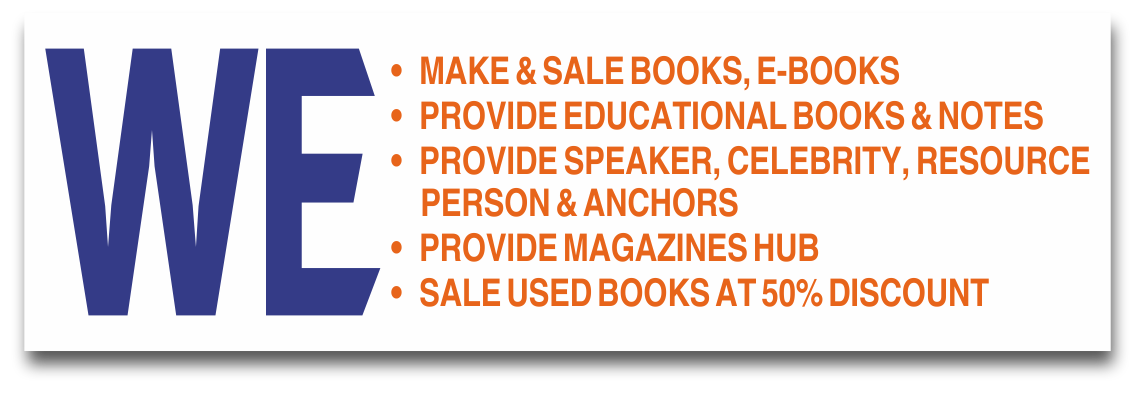 WE
• MAKE & SALE BOOKS, E-BOOKS
• PROVIDE EDUCATIONAL BOOKS & NOTES
• PROVIDE SPEAKER, CELEBRITY, RESOURCE
PERSON & ANCHORS
• PROVIDE MAGAZINES HUB
• SALE USED BOOKS AT 50% DISCOUNT